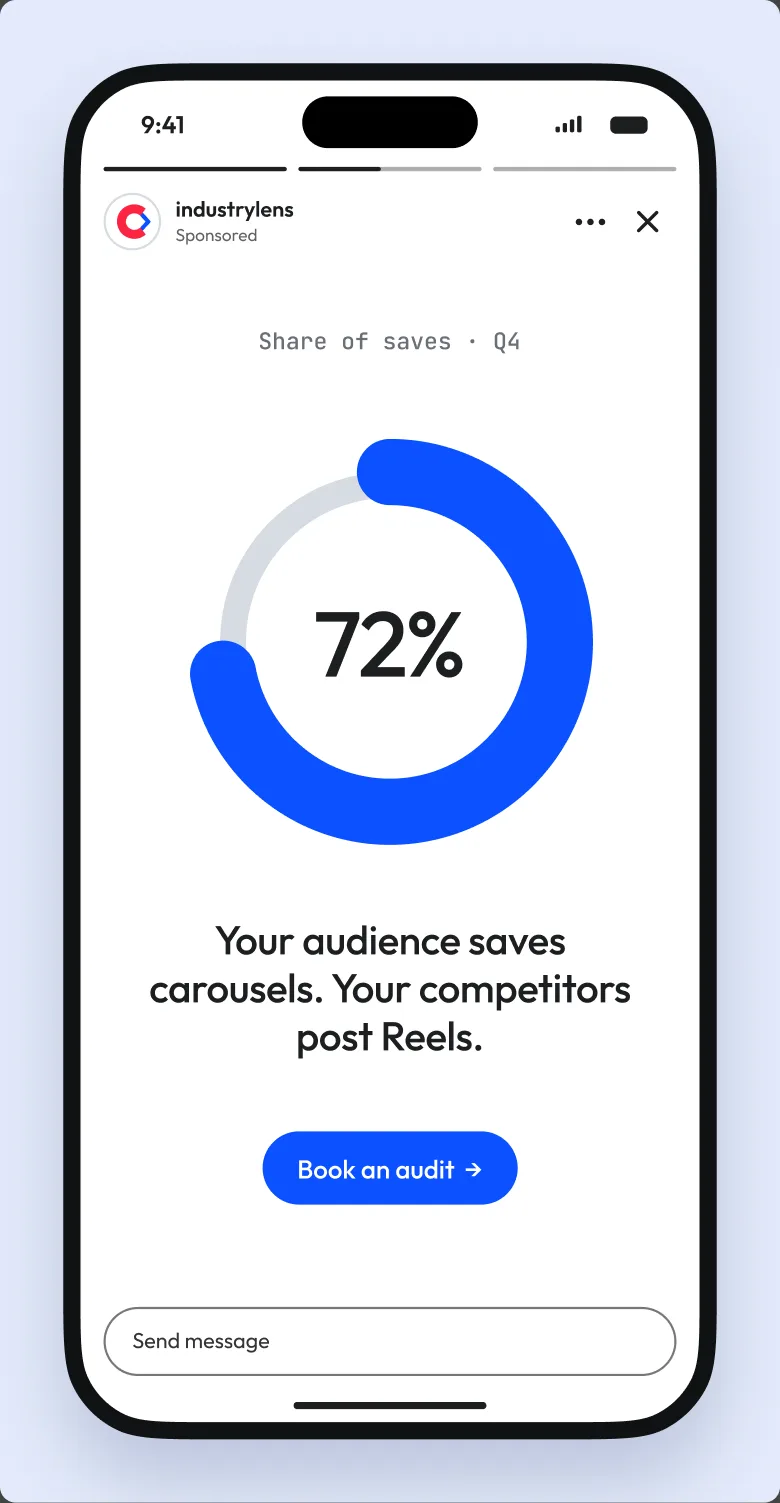 9:41
industrylens
Sponsored
Share of saves · Q4
72%
Your audience saves
carousels. Your competitors
post Reels.
Book an audit →
Send message